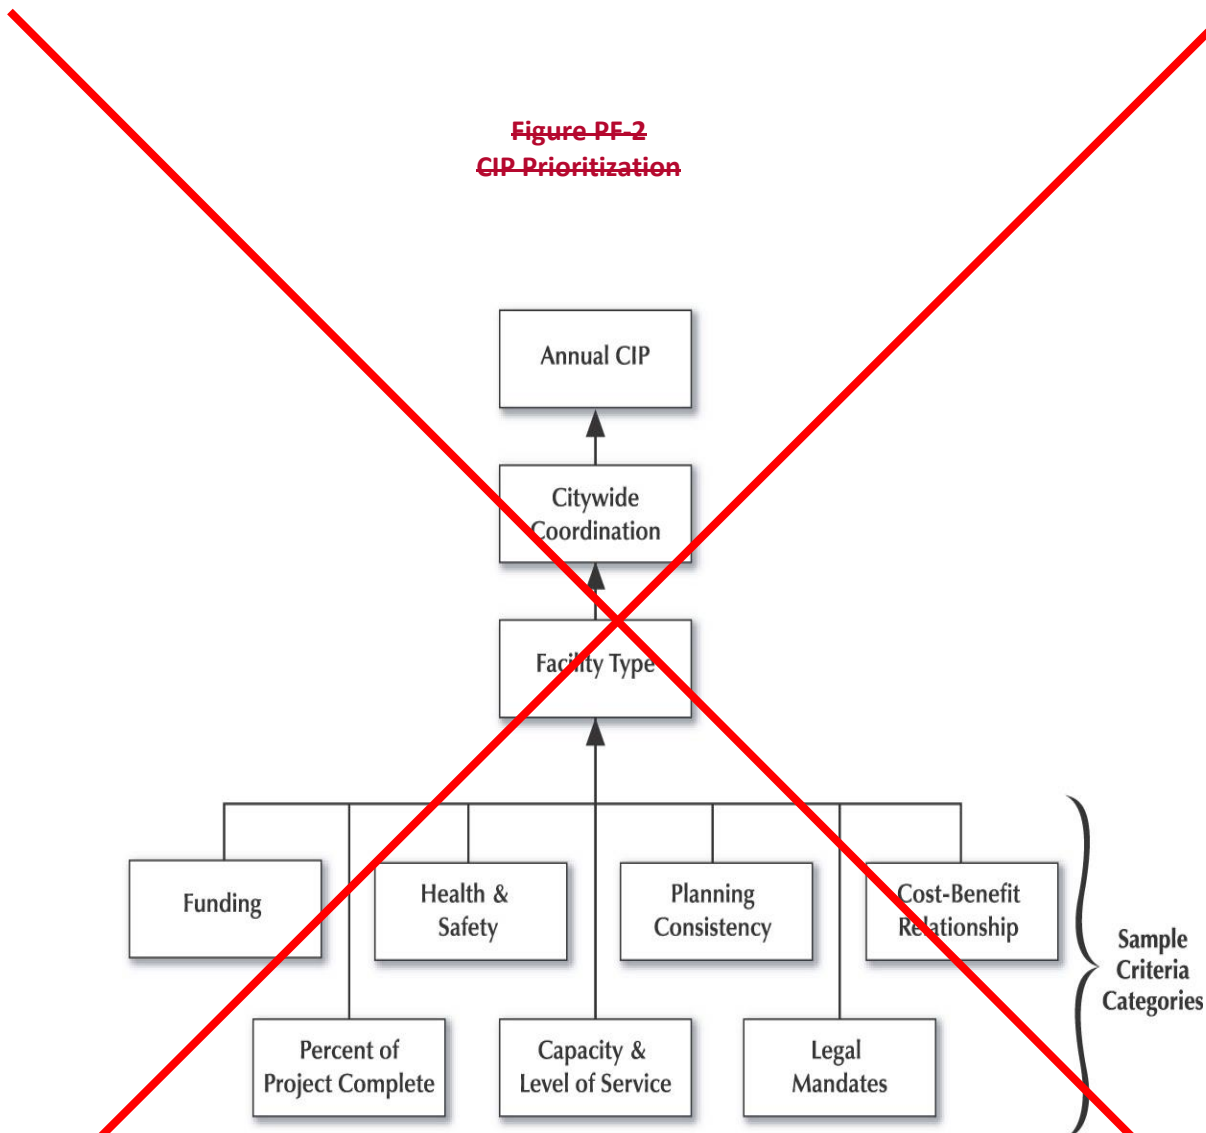 Figure PF-2
CIP Prioritization
Annual CIP
Citywide
Coordination
Facility Type
Funding
Health &
Safety
Planning
Consistency
Cost-Benefit
Relationship
Percent of
Project Complete
Capacity &
Level of Service
Legal
Mandates
Sample
Criteria
Categories